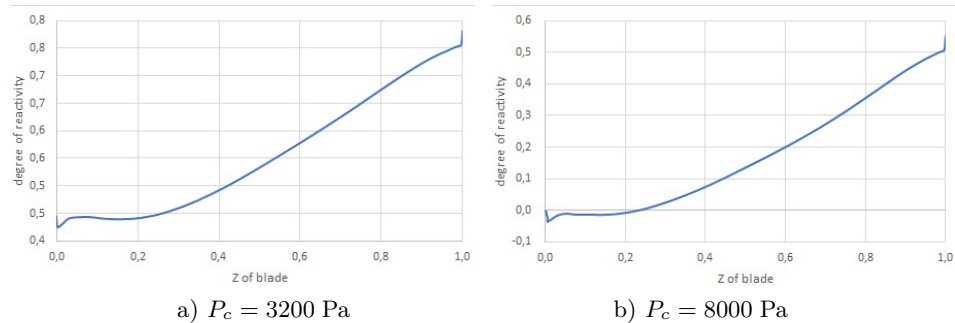 0,8
0,8
0,7
0,7
0,6
0,6
0,5
0,5
0,4
degree of reactivity
0,0 0,2 0,4 0,6 0,8 1,0
Z of blade
a) P_c = 3200 Pa
0,6
0,5
0,4
0,3
0,2
0,1
0,0
-0,1
degree of reactivity
0,0 0,2 0,4 0,6 0,8 1,0
Z of blade
b) P_c = 8000 Pa